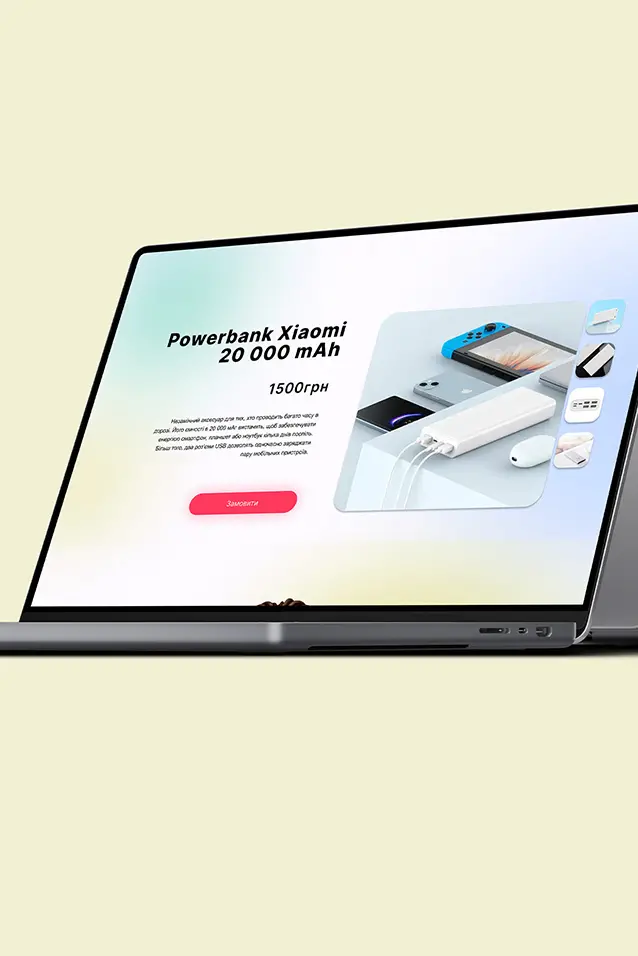 Powerbank Xiaomi
20 000 mAh
1500грн
Незамінний аксесуар для тих, хто проводить багато часу в
дорозі. Його ємності в 20 000 мАг вистачить, щоб забезпечувати
енергією смартфон, планшет або ноутбук кілька днів поспіль.
Більш того, два роз'єми USB дозволять одночасно заряджати
пару мобільних пристроїв.
Замовити